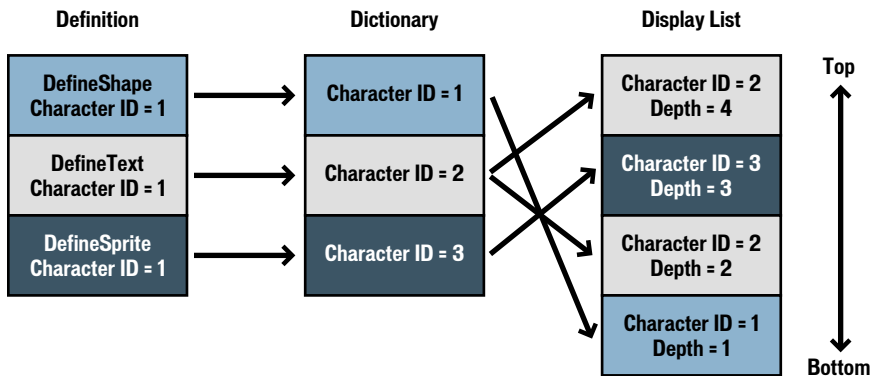 Definition
Dictionary
Display List
DefineShape
Character ID = 1
DefineText
Character ID = 1
DefineSprite
Character ID = 1
Character ID = 1
Character ID = 2
Character ID = 3
Character ID = 2
Depth = 4
Character ID = 3
Depth = 3
Character ID = 2
Depth = 2
Character ID = 1
Depth = 1
Top
Bottom